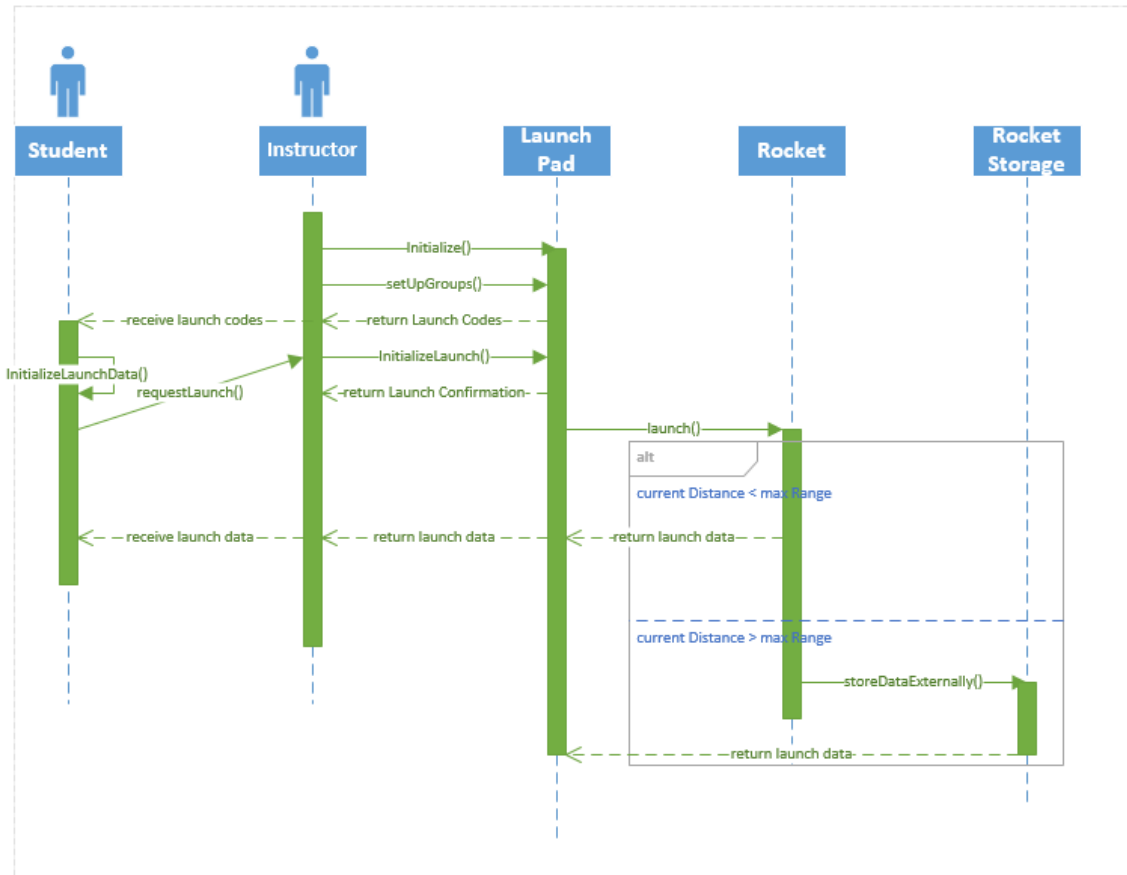 Student
Instructor
Launch
Pad
Rocket
Rocket
Storage
Initialize()
setUpGroups()
receive launch codes
return Launch Codes
InitializeLaunch()
InitializeLaunchData()
requestLaunch()
return Launch Confirmation
launch()
alt
current Distance < max Range
receive launch data
return launch data
return launch data
current Distance > max Range
storeDataExternally()
return launch data